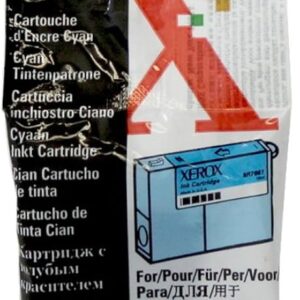 Cartouche
d'Encre Cyan
Cyan
Tintenpatrone
Cartuccia
inchiostro Ciano
Cyaan
Inkt Cartridge
Cian Cartucho
de tinta
Cartucho de
Tinta Cian
Картридж с
голубым
красителем
X
XEROX
Ink Cartridge
For/Pour/Für/Per/Voor
Para/ДЛЯ/用于